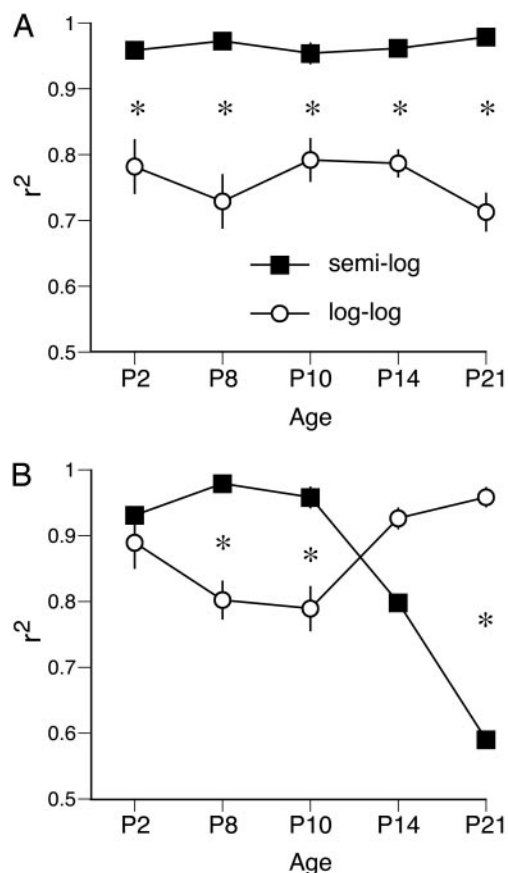 A
1
0.9
* * * * *
0.8
r²
0.7
semi-log
0.6
log-log
0.5
P2 P8 P10 P14 P21
Age
B
1
0.9
* *
0.8
*
r²
0.7
0.6
0.5
P2 P8 P10 P14 P21
Age